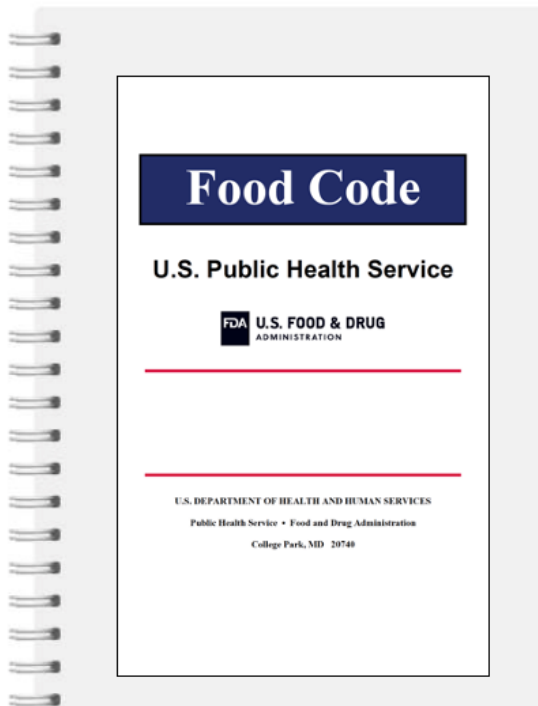 Food Code
U.S. Public Health Service
FDA U.S. FOOD & DRUG
ADMINISTRATION
U.S. DEPARTMENT OF HEALTH AND HUMAN SERVICES
Public Health Service • Food and Drug Administration
College Park, MD 20740